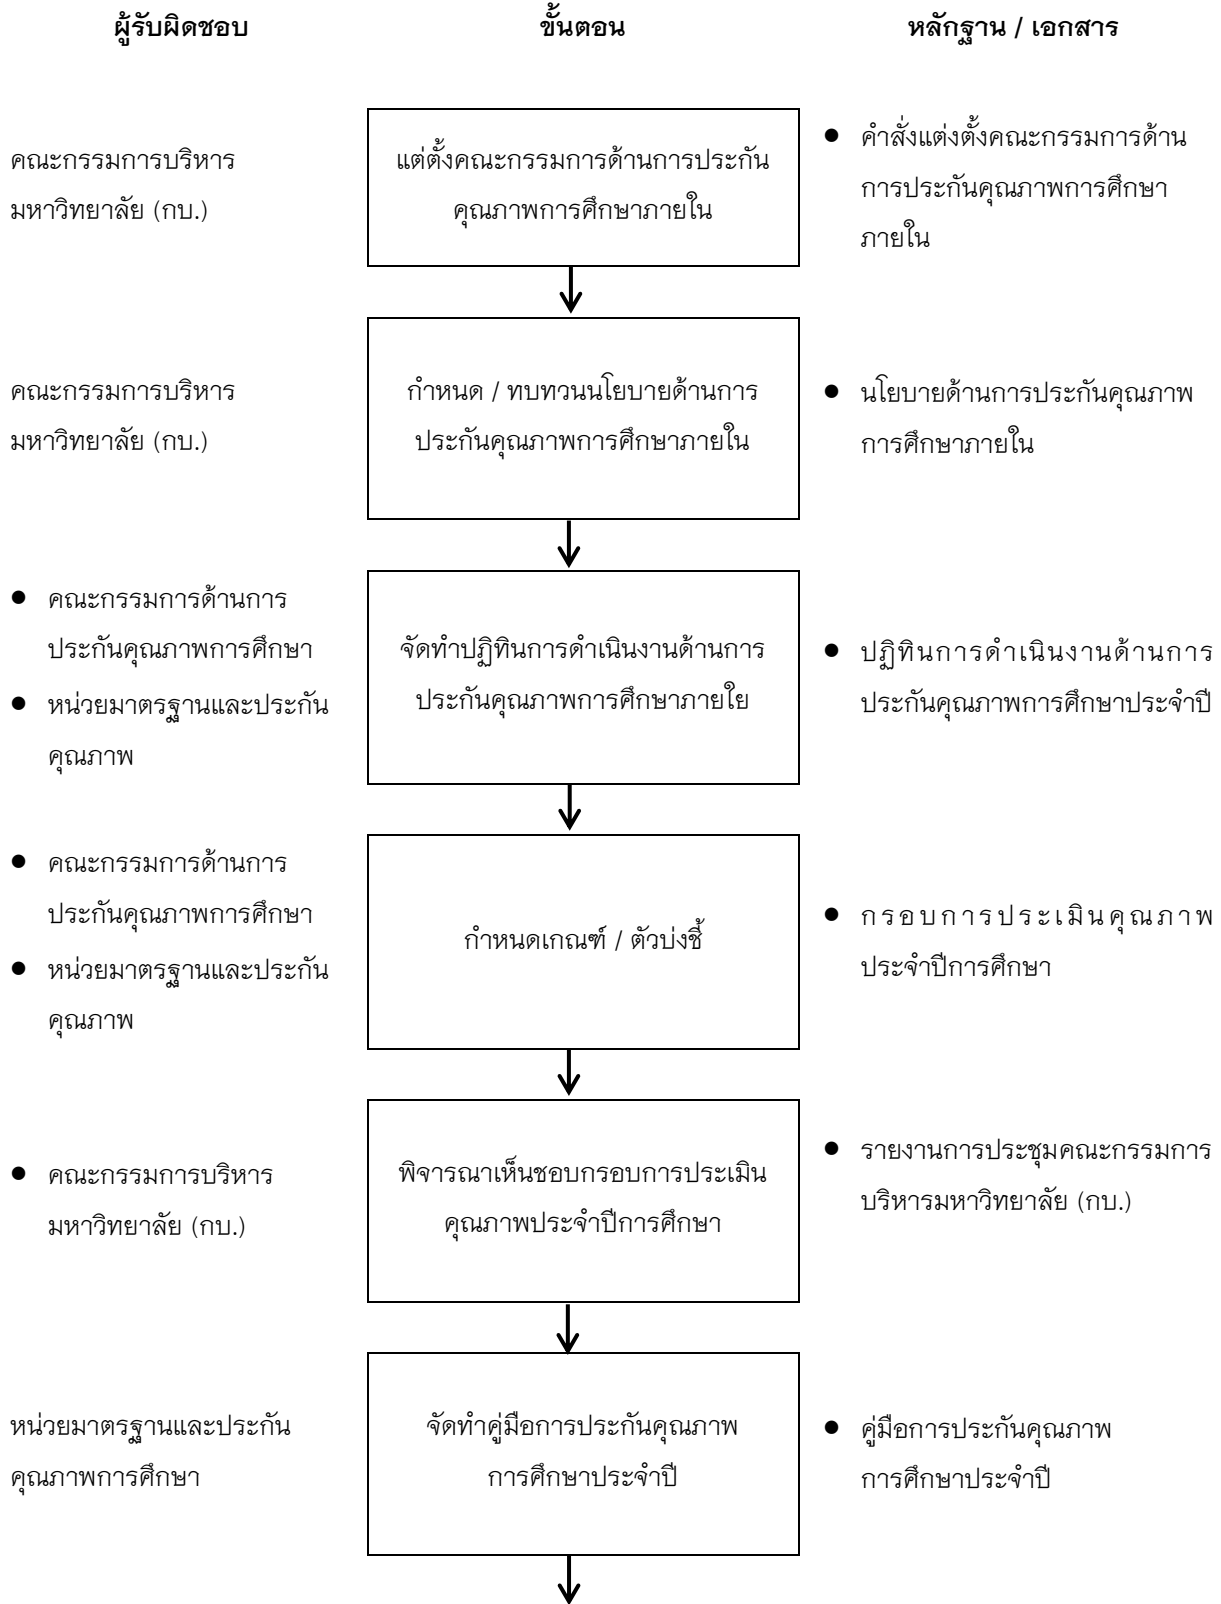 ผู้รับผิดชอบ
ขั้นตอน
หลักฐาน / เอกสาร
คณะกรรมการบริหาร
มหาวิทยาลัย (กบ.)
แต่ตั้งคณะกรรมการด้านการประกัน
คุณภาพการศึกษาภายใน
● คำสั่งแต่งตั้งคณะกรรมการด้าน
การประกันคุณภาพการศึกษา
ภายใน
คณะกรรมการบริหาร
มหาวิทยาลัย (กบ.)
กำหนด / ทบทวนนโยบายด้านการ
ประกันคุณภาพการศึกษาภายใน
● นโยบายด้านการประกันคุณภาพ
การศึกษาภายใน
● คณะกรรมการด้านการ
ประกันคุณภาพการศึกษา
● หน่วยมาตรฐานและประกัน
คุณภาพ
จัดทำปฏิทินการดำเนินงานด้านการ
ประกันคุณภาพการศึกษาภายใย
● ปฏิทินการดำเนินงานด้านการ
ประกันคุณภาพการศึกษาประจำปี
● คณะกรรมการด้านการ
ประกันคุณภาพการศึกษา
● หน่วยมาตรฐานและประกัน
คุณภาพ
กำหนดเกณฑ์ / ตัวบ่งชี้
● กรอบการประเมินคุณภาพ
ประจำปีการศึกษา
● คณะกรรมการบริหาร
มหาวิทยาลัย (กบ.)
พิจารณาเห็นชอบกรอบการประเมิน
คุณภาพประจำปีการศึกษา
● รายงานการประชุมคณะกรรมการ
บริหารมหาวิทยาลัย (กบ.)
หน่วยมาตรฐานและประกัน
คุณภาพการศึกษา
จัดทำคู่มือการประกันคุณภาพ
การศึกษาประจำปี
● คู่มือการประกันคุณภาพ
การศึกษาประจำปี